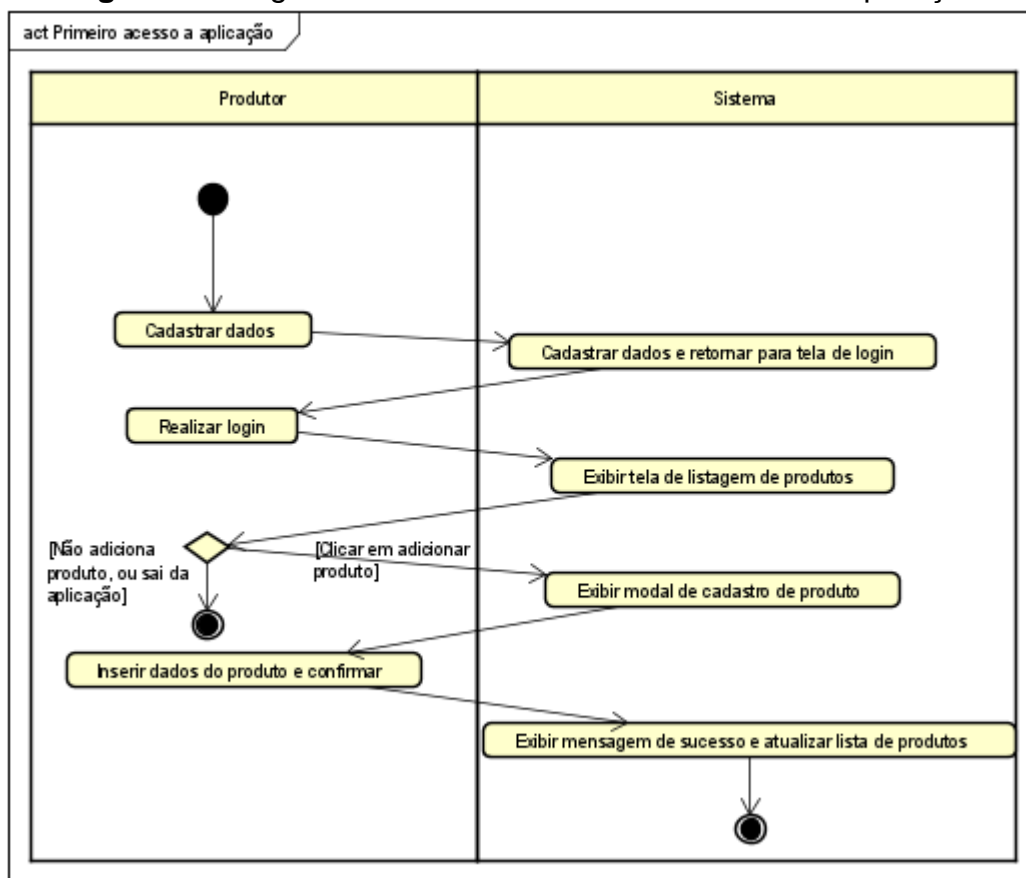 act Primeiro acesso a aplicação
Produtor
Sistema
Cadastrar dados
Cadastrar dados e retornar para tela de login
Realizar login
Exibir tela de listagem de produtos
[Não adiciona
produto, ou sai da
aplicação]
[Clicar em adicionar
produto]
Exibir modal de cadastro de produto
Inserir dados do produto e confirmar
Exibir mensagem de sucesso e atualizar lista de produtos